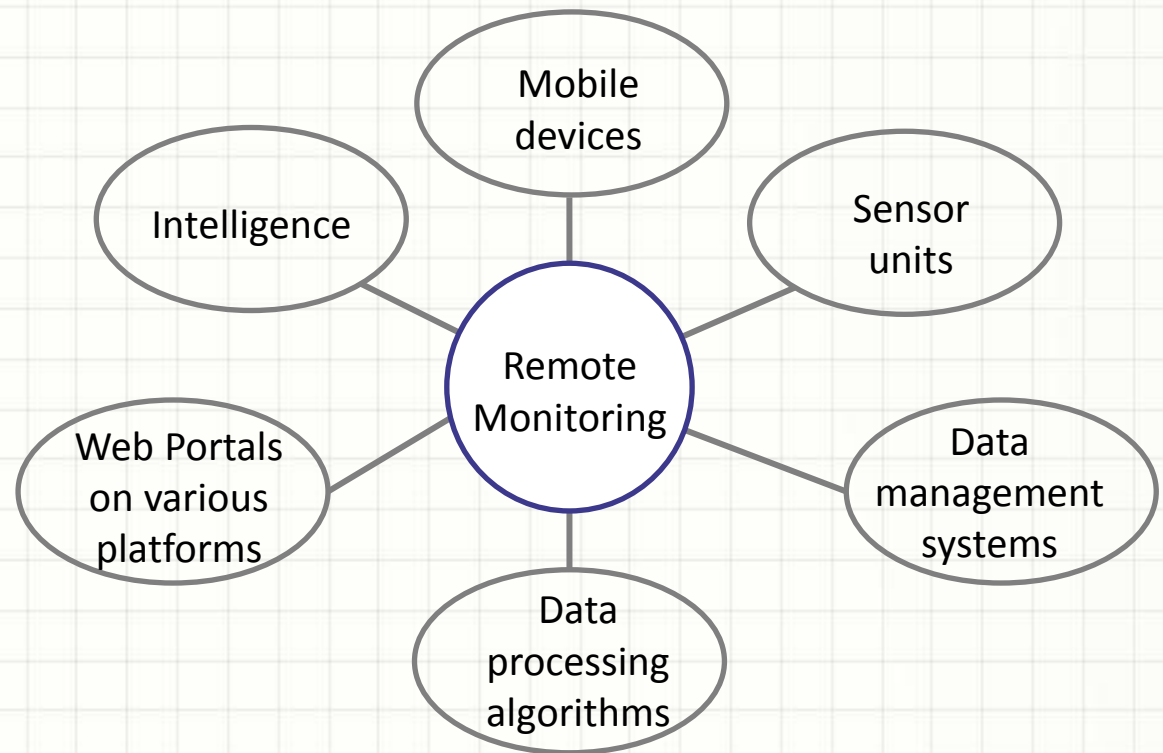 Mobile
devices
Intelligence
Sensor
units
Remote
Monitoring
Web Portals
on various
platforms
Data
management
systems
Data
processing
algorithms